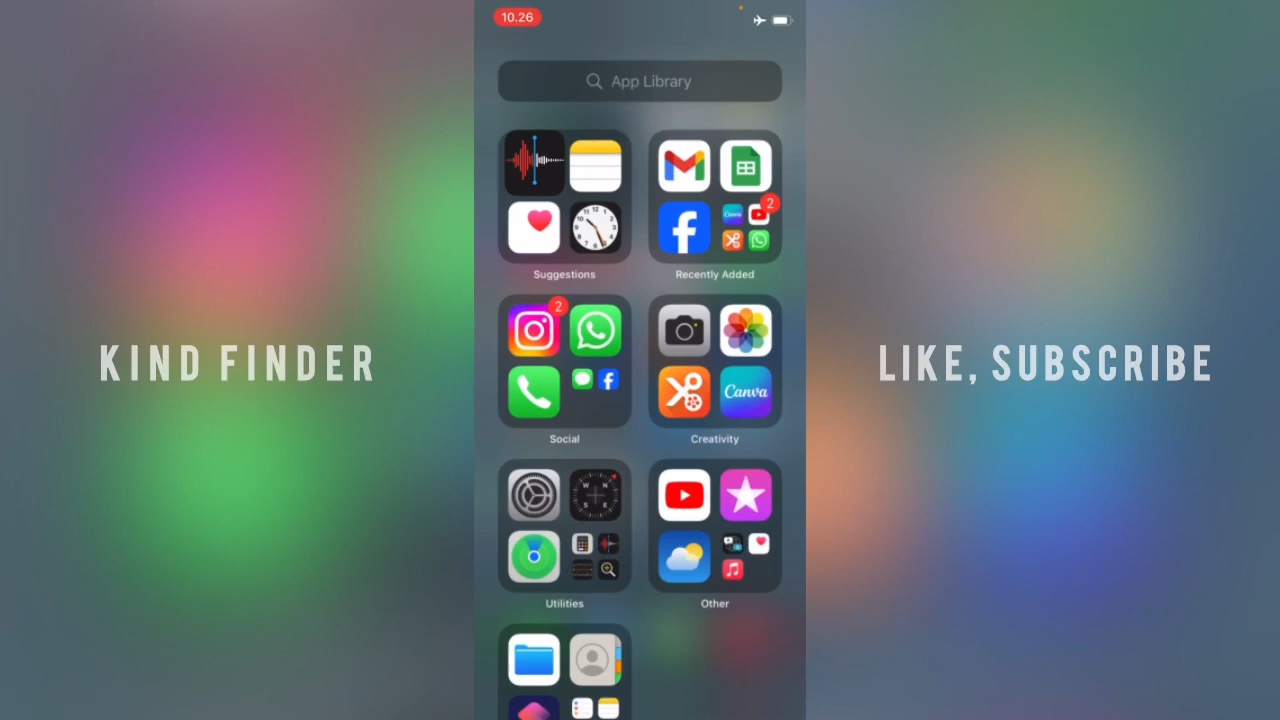 10.26
App Library
2
Suggestions
Recently Added
2
Canva
Social
Creativity
W N
S E
Utilities
Other
KIND FINDER
LIKE, SUBSCRIBE